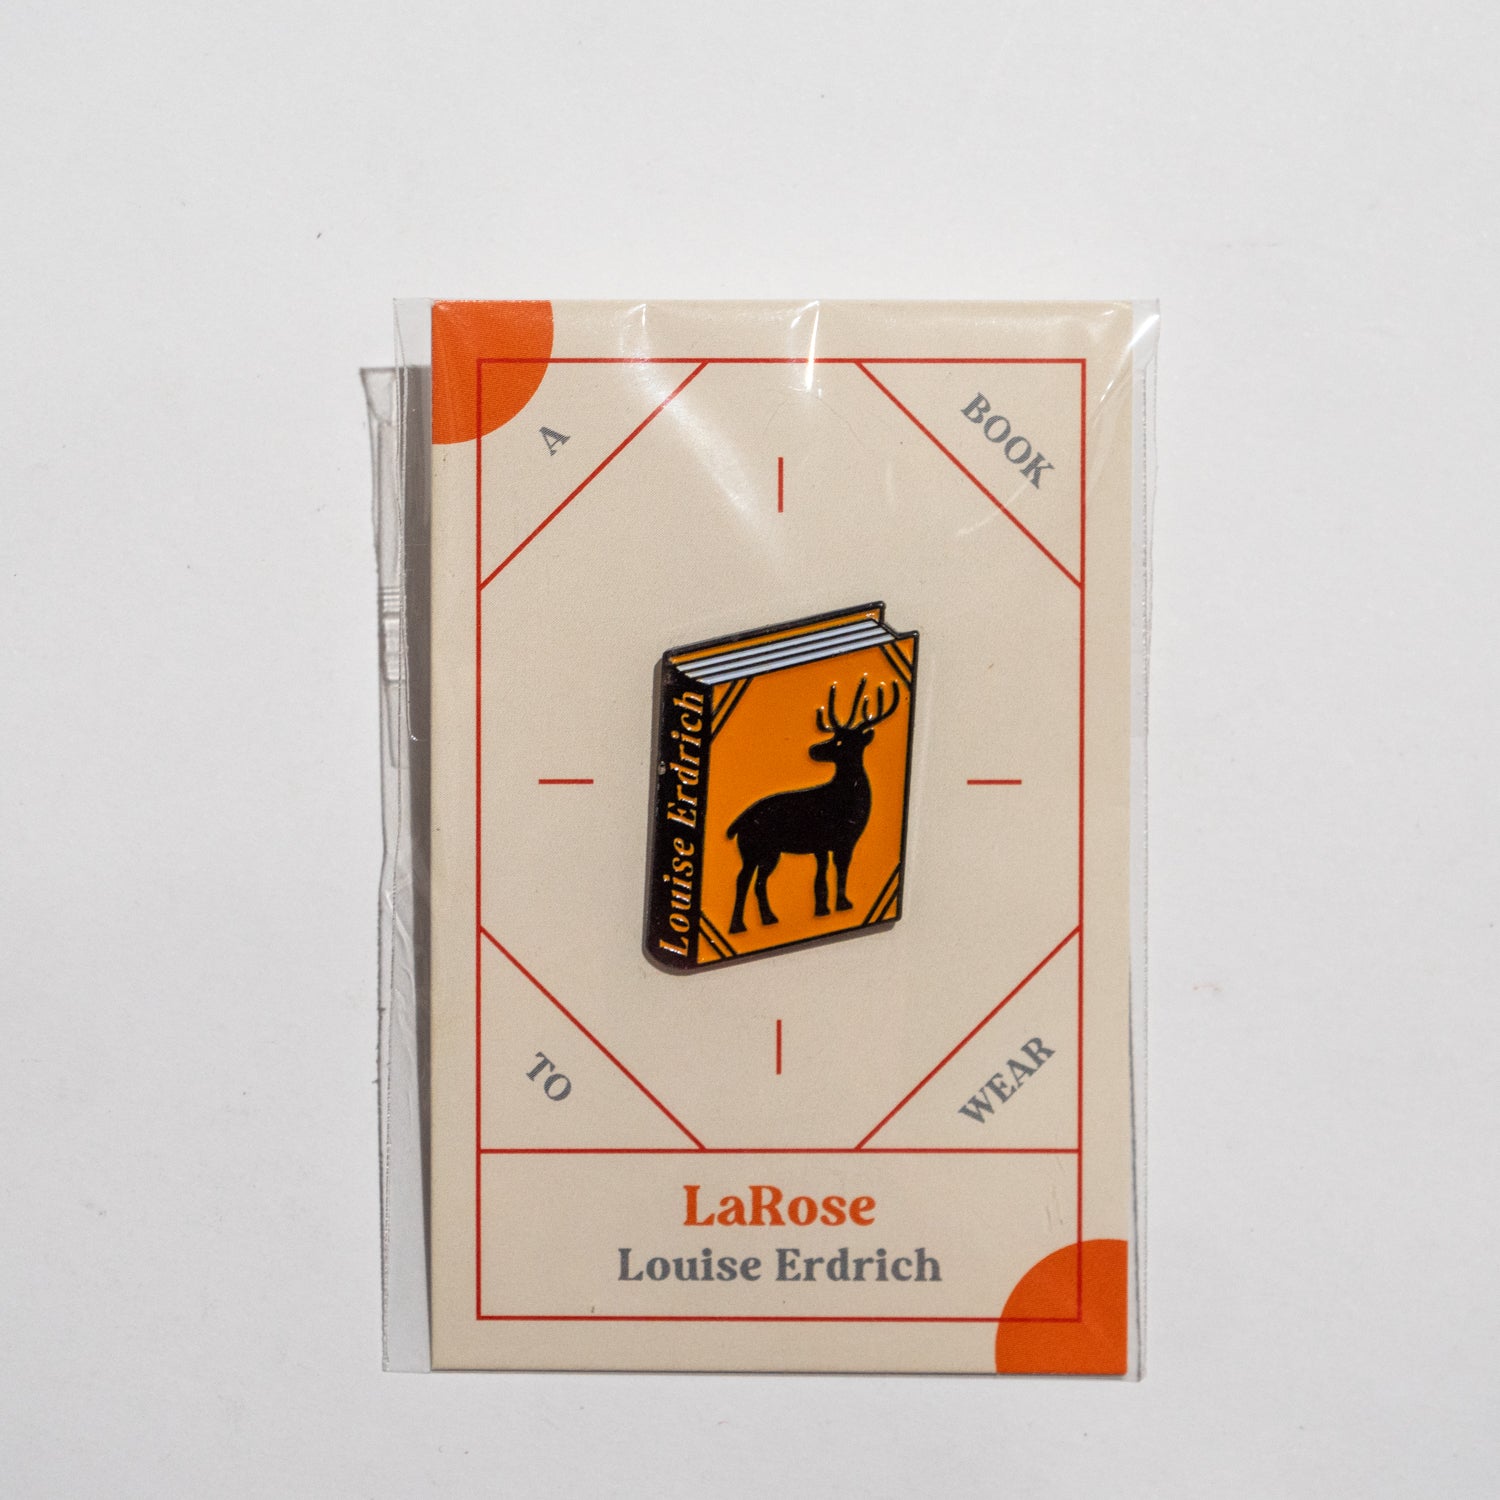 A
BOOK
Louise Erdrich
TO
WEAR
LaRose
Louise Erdrich